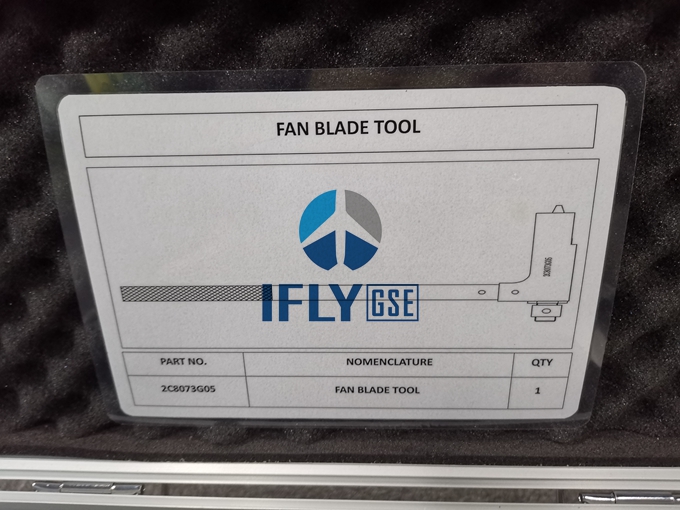 FAN BLADE TOOL
IFLY GSE
PART NO. NOMENCLATURE QTY
2C8073G05 FAN BLADE TOOL 1